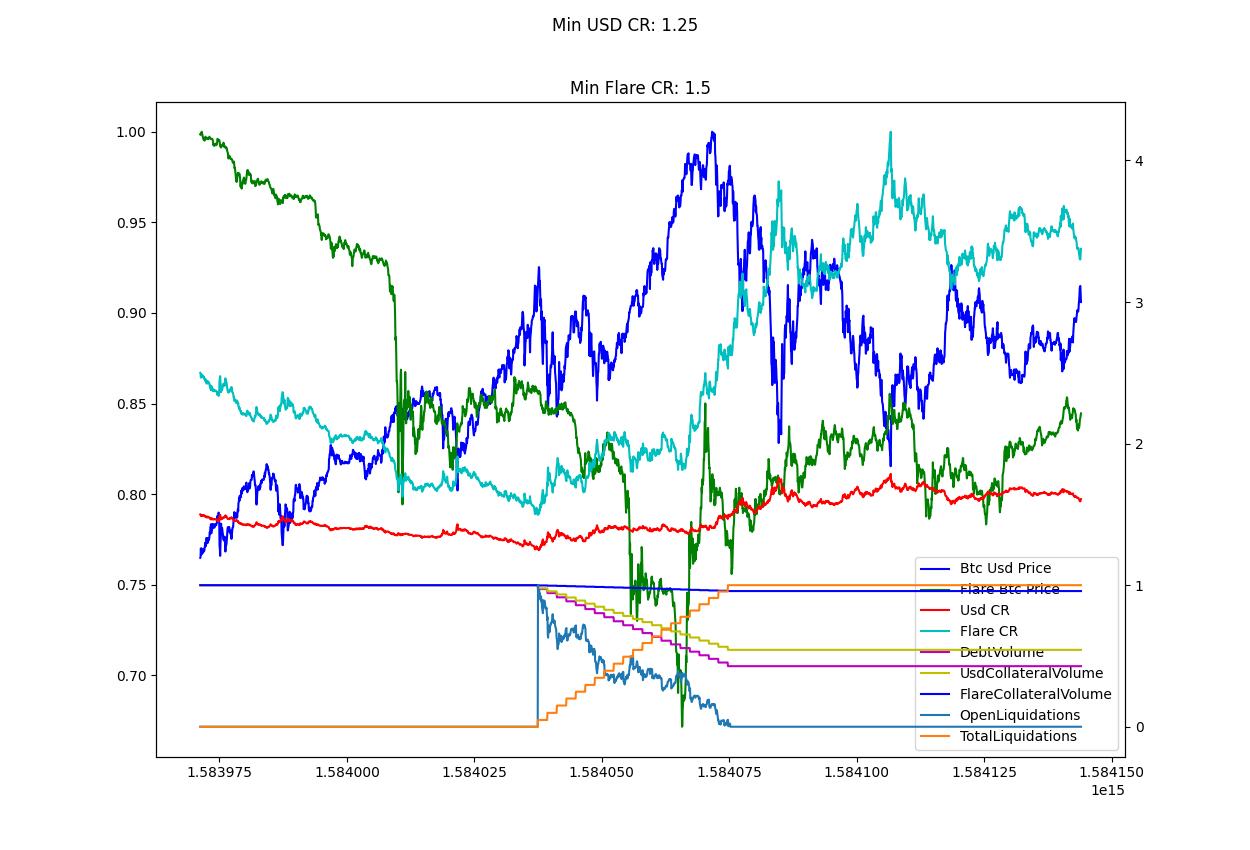 Min USD CR: 1.25
Min Flare CR: 1.5
1.00
0.95
0.90
0.85
0.80
0.75
0.70
4
3
2
1
0
Btc Usd Price
Flare Btc Price
Usd CR
Flare CR
DebtVolume
UsdCollateralVolume
FlareCollateralVolume
OpenLiquidations
TotalLiquidations
1.583975 1.584000 1.584025 1.584050 1.584075 1.584100 1.584125 1.584150
1e15